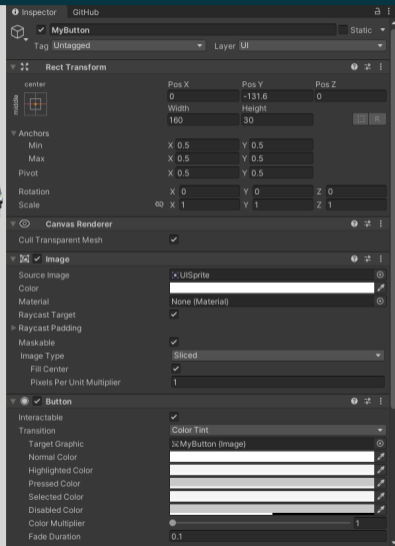 Inspector GitHub
MyButton Static
Tag Untagged Layer UI
Rect Transform
center Pos X Pos Y Pos Z
middle 0 -131.6 0
Width Height
160 30 R
Anchors
Min X 0.5 Y 0.5
Max X 0.5 Y 0.5
Pivot X 0.5 Y 0.5
Rotation X 0 Y 0 Z 0
Scale X 1 Y 1 Z 1
Canvas Renderer
Cull Transparent Mesh
Image
Source Image UISprite
Color
Material None (Material)
Raycast Target
Raycast Padding
Maskable
Image Type Sliced
Fill Center
Pixels Per Unit Multiplier 1
Button
Interactable
Transition Color Tint
Target Graphic MyButton (Image)
Normal Color
Highlighted Color
Pressed Color
Selected Color
Disabled Color
Color Multiplier 1
Fade Duration 0.1